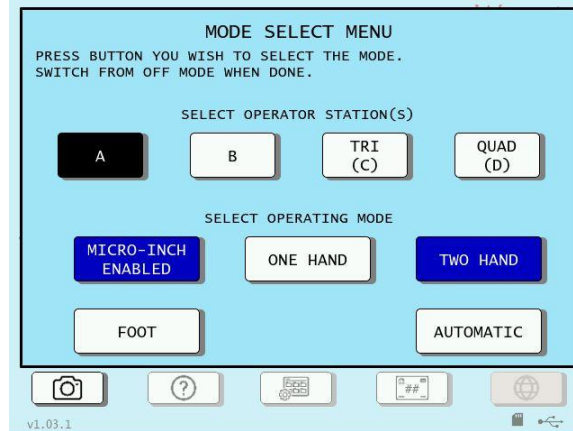 MODE SELECT MENU
PRESS BUTTON YOU WISH TO SELECT THE MODE.
SWITCH FROM OFF MODE WHEN DONE.
SELECT OPERATOR STATION(S)
A
B
TRI
(C)
QUAD
(D)
SELECT OPERATING MODE
MICRO-INCH
ENABLED
ONE HAND
TWO HAND
FOOT
AUTOMATIC
?
##
v1.03.1